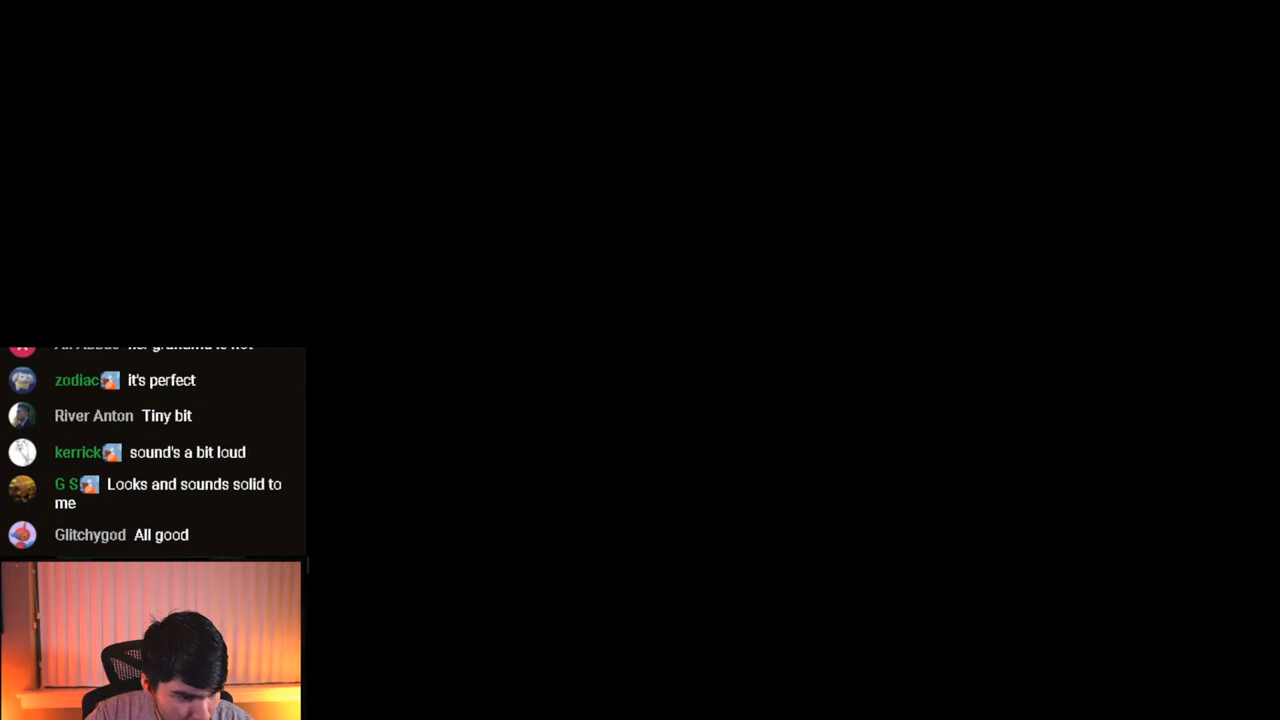 zodiac it's perfect
River Anton Tiny bit
kerrick sound's a bit loud
G S Looks and sounds solid to
me
Glitchygod All good